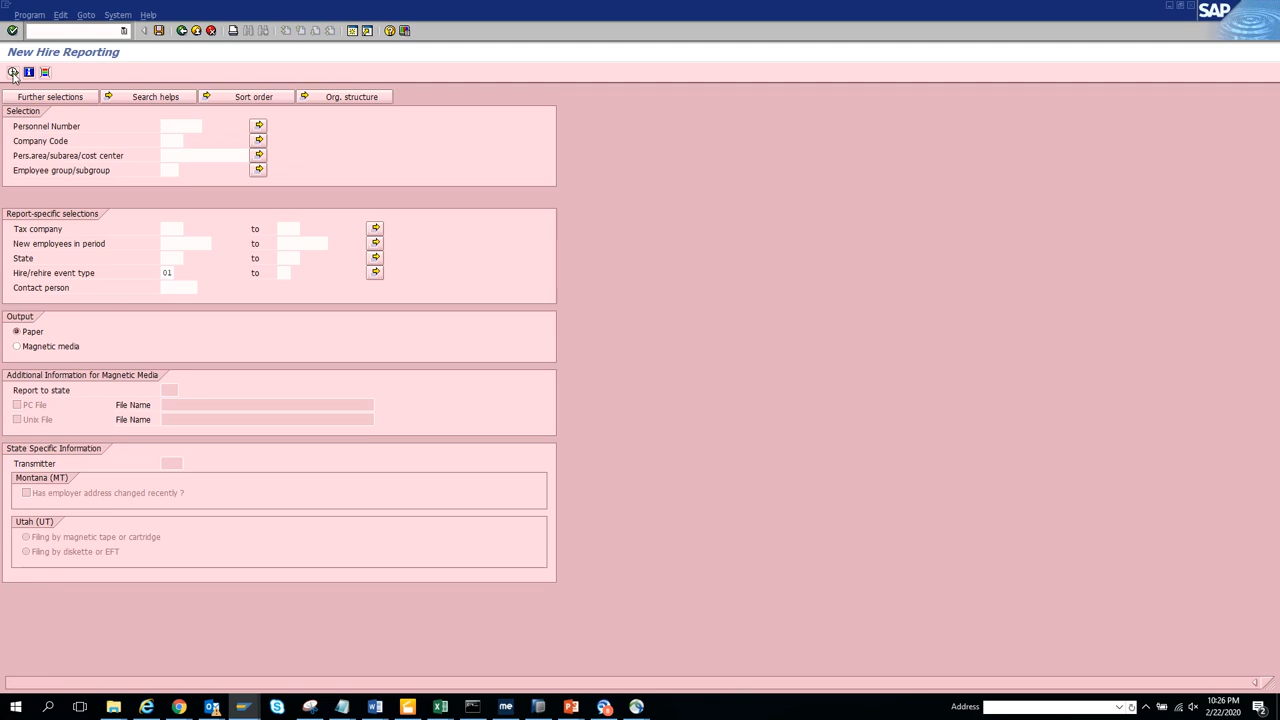 Program Edit Goto System Help
SAP
New Hire Reporting
Further selections Search helps Sort order Org. structure
Selection
Personnel Number
Company Code
Pers.area/subarea/cost center
Employee group/subgroup
Report-specific selections
Tax company to
New employees in period to
State to
Hire/rehire event type 01 to
Contact person
Output
Paper
Magnetic media
Additional Information for Magnetic Media
Report to state
PC File File Name
Unix File File Name
State Specific Information
Transmitter
Montana (MT)
Has employer address changed recently ?
Utah (UT)
Filing by magnetic tape or cartridge
Filing by diskette or EFT
Address
10:26 PM
2/22/2020